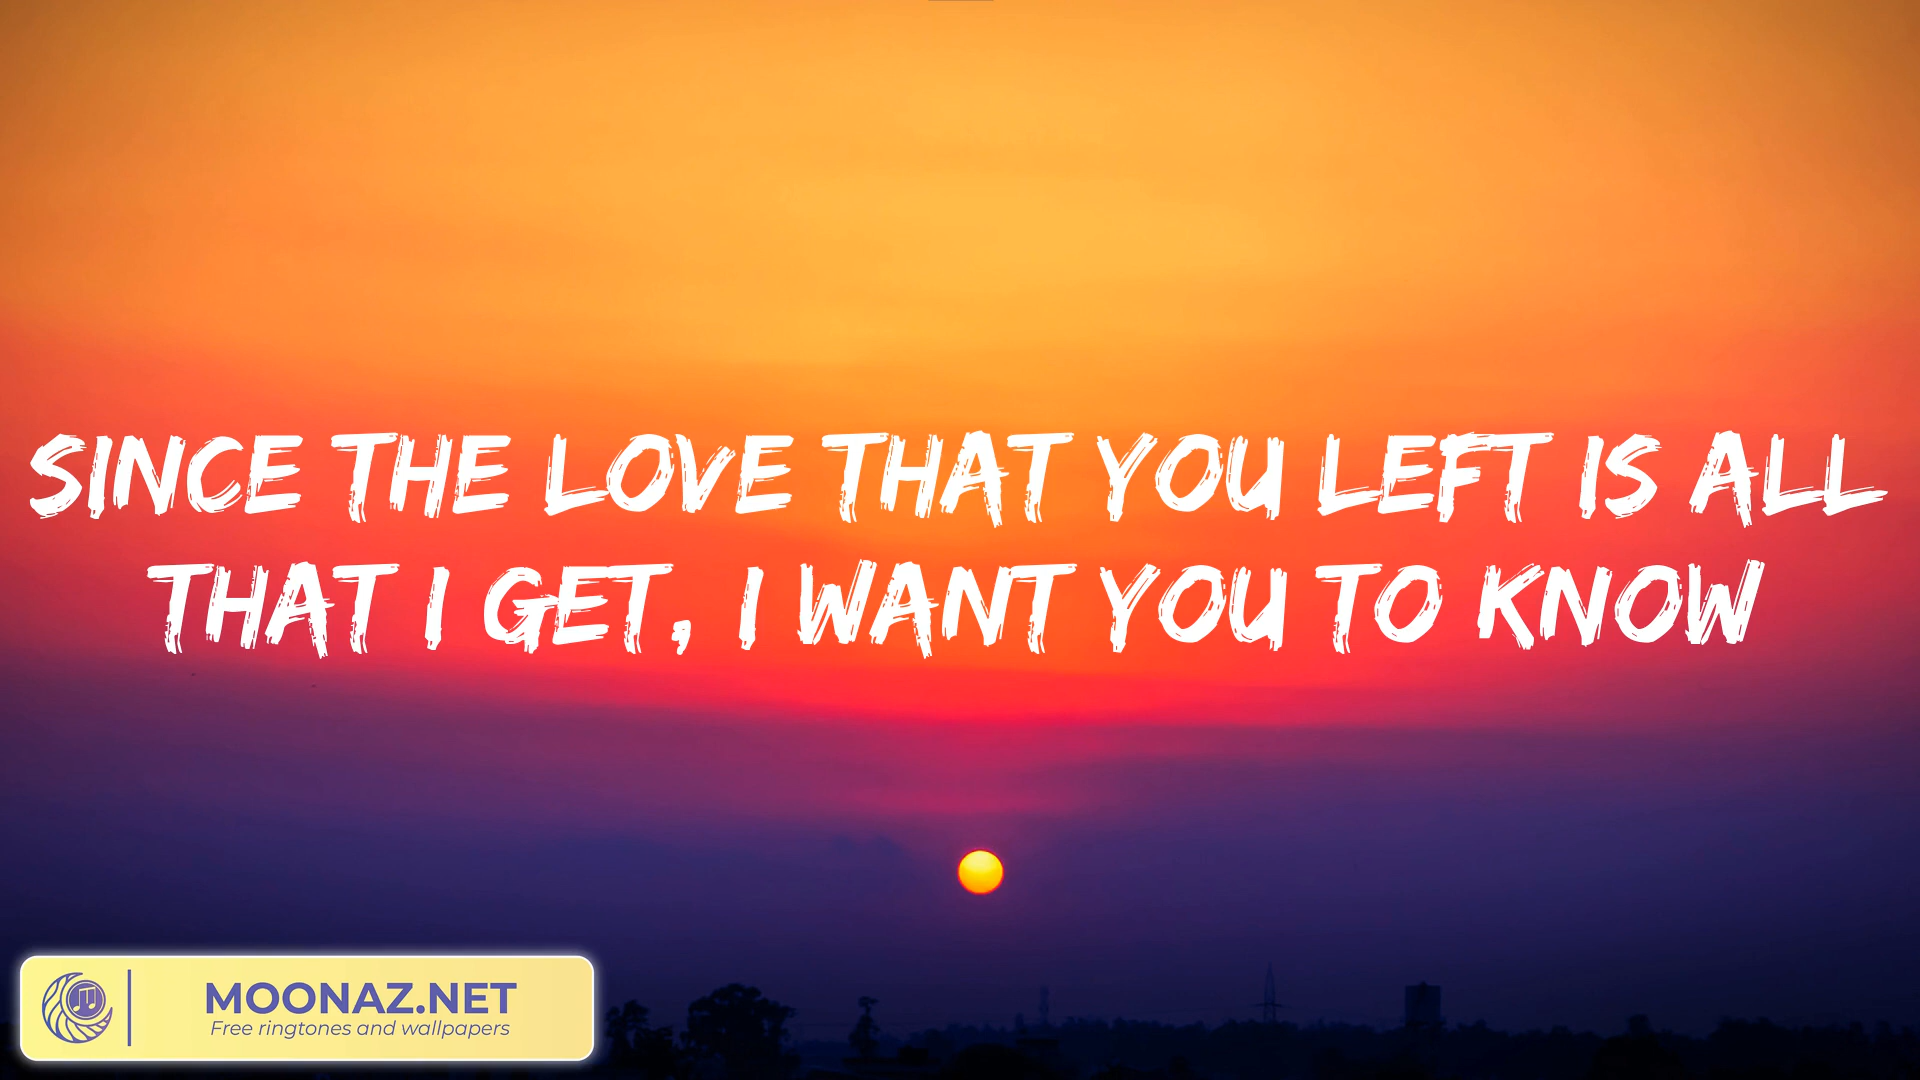 SINCE THE LOVE THAT YOU LEFT IS ALL
THAT I GET, I WANT YOU TO KNOW
MOONAZ.NET
Free ringtones and wallpapers